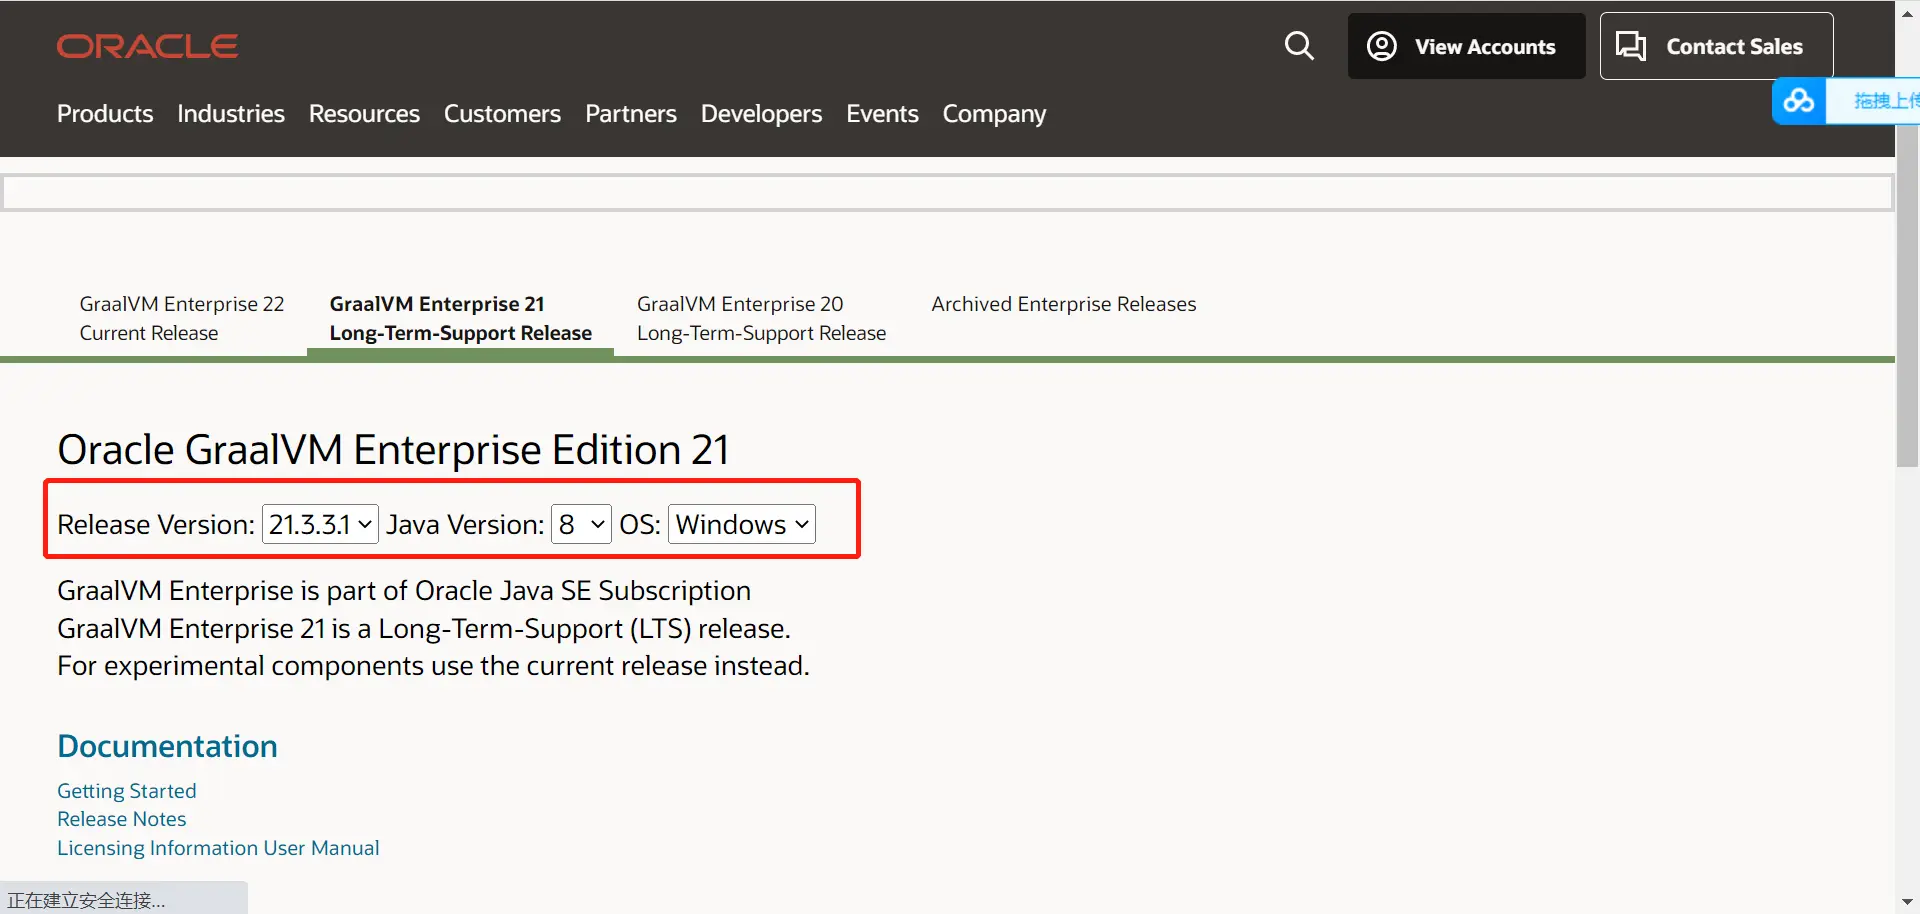 ORACLE
View Accounts
Contact Sales
拖拽上传
Products Industries Resources Customers Partners Developers Events Company
GraalVM Enterprise 22
Current Release
GraalVM Enterprise 21
Long-Term-Support Release
GraalVM Enterprise 20
Long-Term-Support Release
Archived Enterprise Releases
Oracle GraalVM Enterprise Edition 21
Release Version: 21.3.3.1 Java Version: 8 OS: Windows
GraalVM Enterprise is part of Oracle Java SE Subscription
GraalVM Enterprise 21 is a Long-Term-Support (LTS) release.
For experimental components use the current release instead.
Documentation
Getting Started
Release Notes
Licensing Information User Manual
正在建立安全连接...